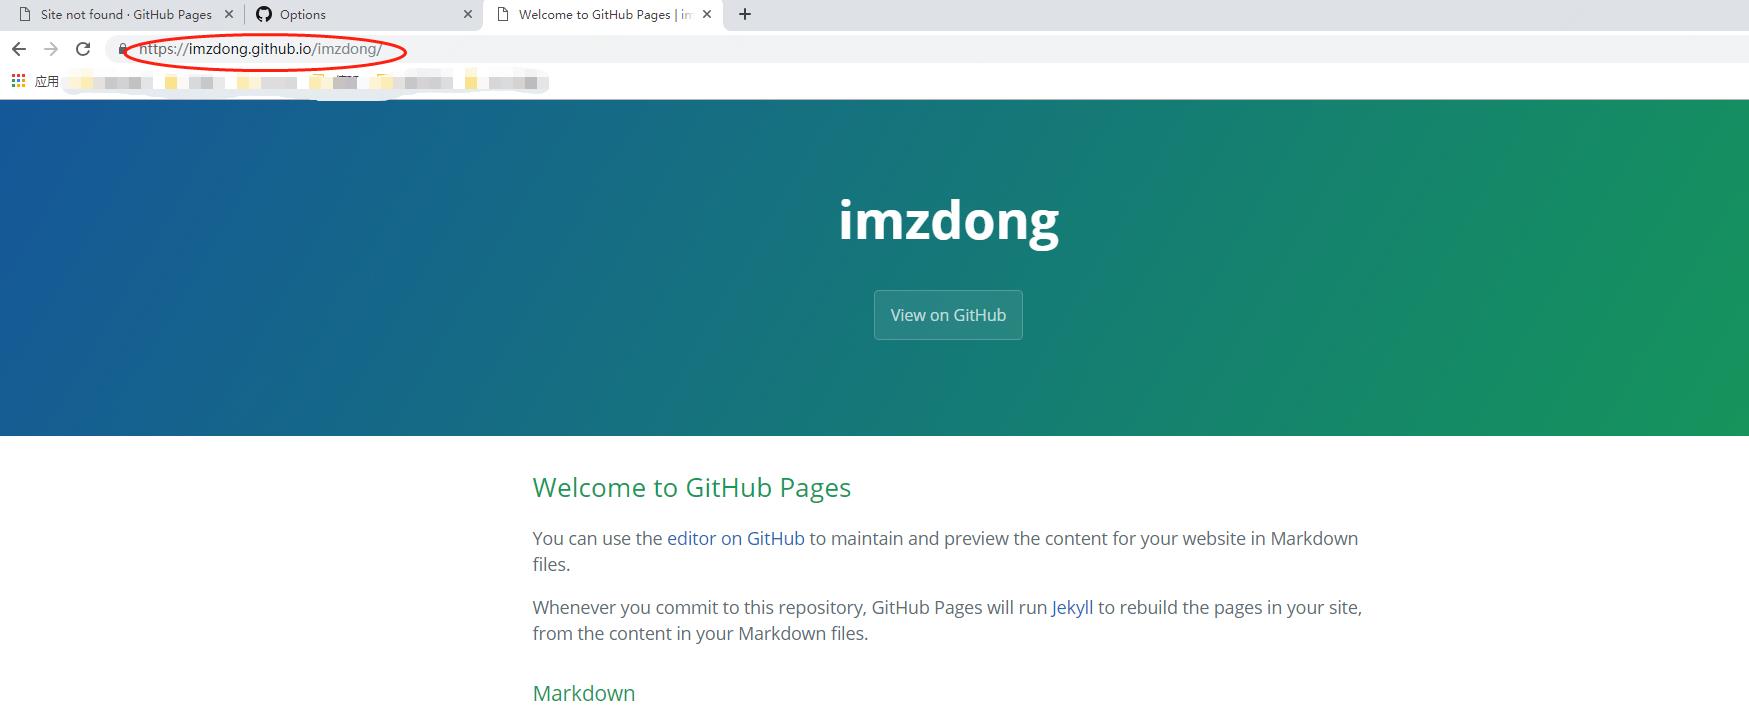 Site not found · GitHub Pages
Options
Welcome to GitHub Pages | im
https://imzdong.github.io/imzdong/
应用
imzdong
View on GitHub
Welcome to GitHub Pages
You can use the editor on GitHub to maintain and preview the content for your website in Markdown
files.
Whenever you commit to this repository, GitHub Pages will run Jekyll to rebuild the pages in your site,
from the content in your Markdown files.
Markdown